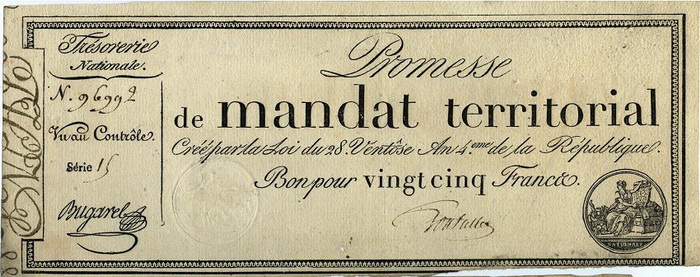 Trésorerie
Nationale.
N. 96992
Vu au Contrôle.
Série 15
Bugarel
Promesse
de mandat territorial
Créé par la Loi du 28 Ventôse An 4.eme de la République.
Bon pour vingt cinq Francs.
NATIONALE